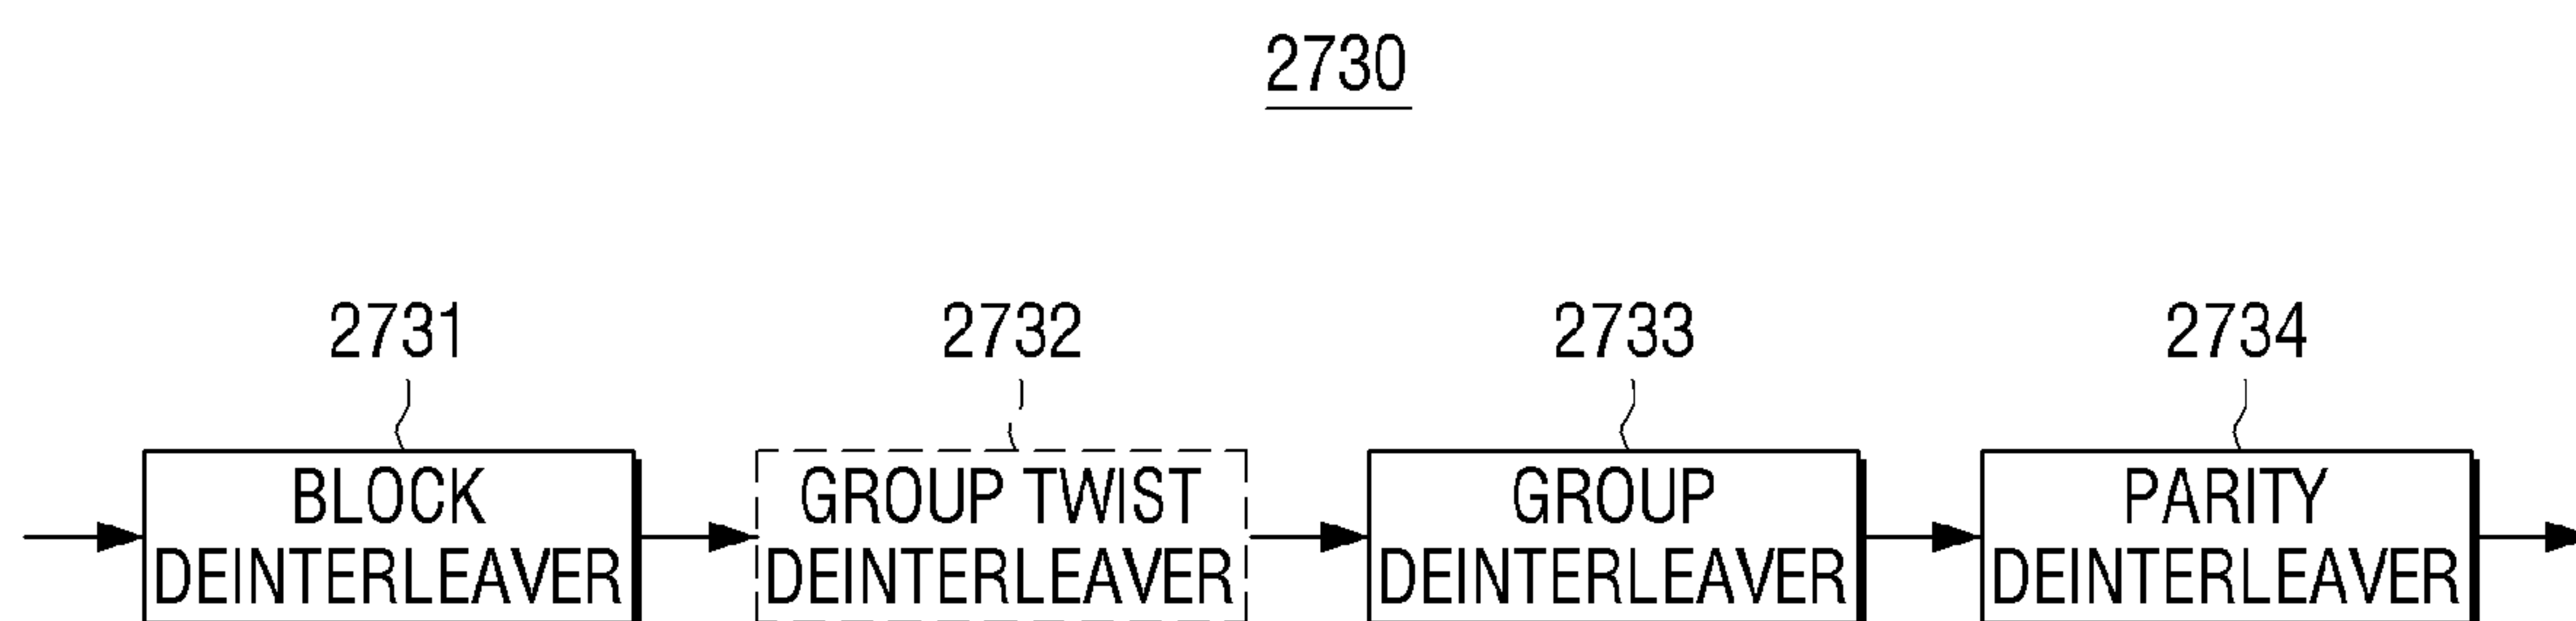 2730
2731
2732
2733
2734
BLOCK
DEINTERLEAVER
GROUP TWIST
DEINTERLEAVER
GROUP
DEINTERLEAVER
PARITY
DEINTERLEAVER